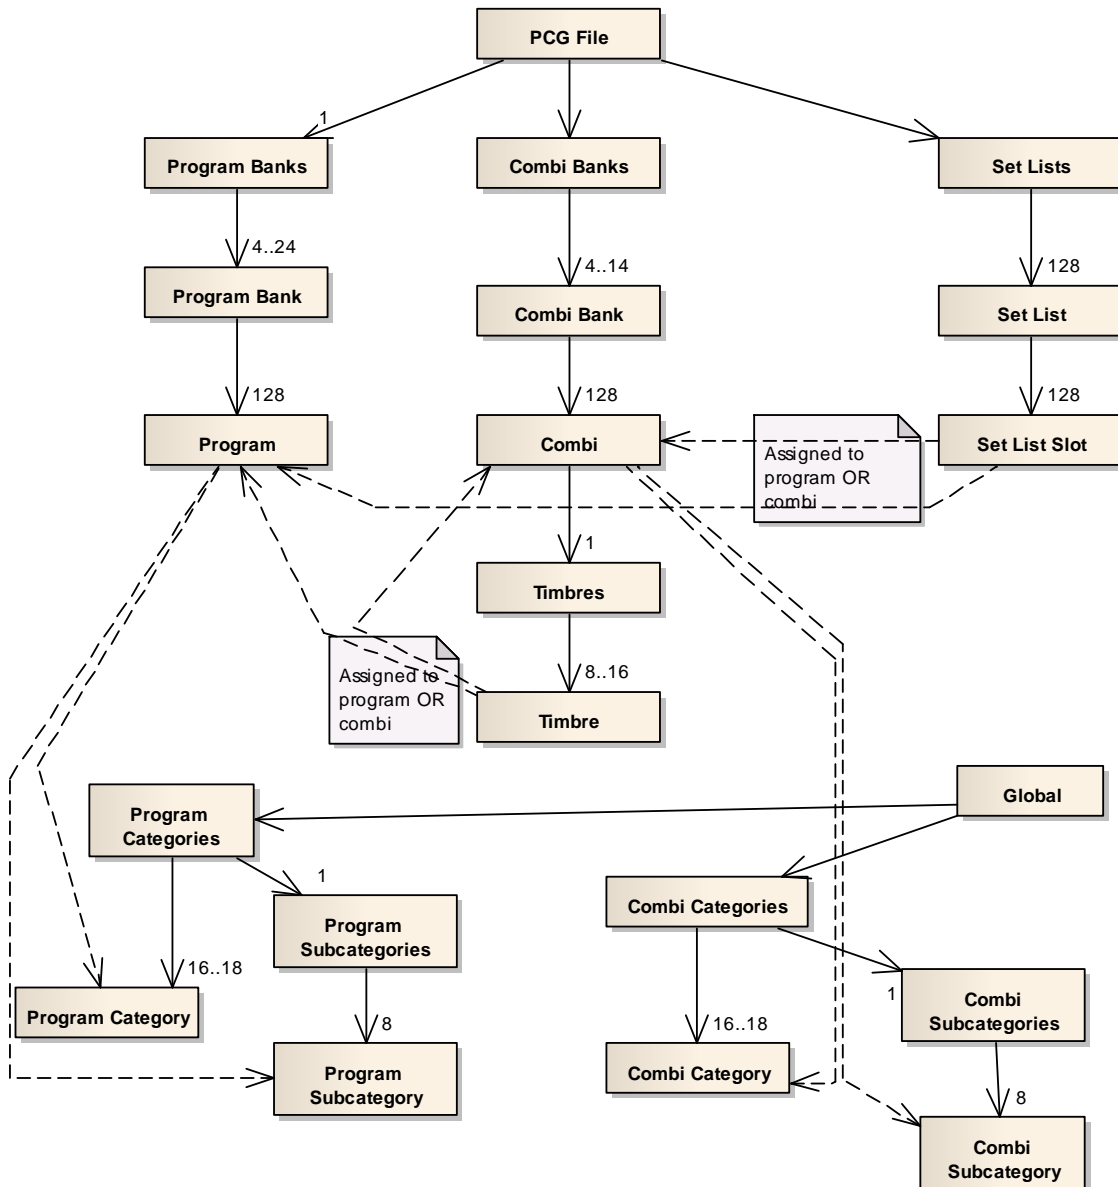 PCG File
1
Program Banks
Combi Banks
Set Lists
4..24
4..14
128
Program Bank
Combi Bank
Set List
128
128
128
Program
Combi
Set List Slot
Assigned to
program OR
combi
1
Timbres
8..16
Assigned to
program OR
combi
Timbre
Global
Program
Categories
1
Combi Categories
Program
Subcategories
16..18
1
Combi
Subcategories
Program Category
8
16..18
Program
Subcategory
Combi Category
8
Combi
Subcategory